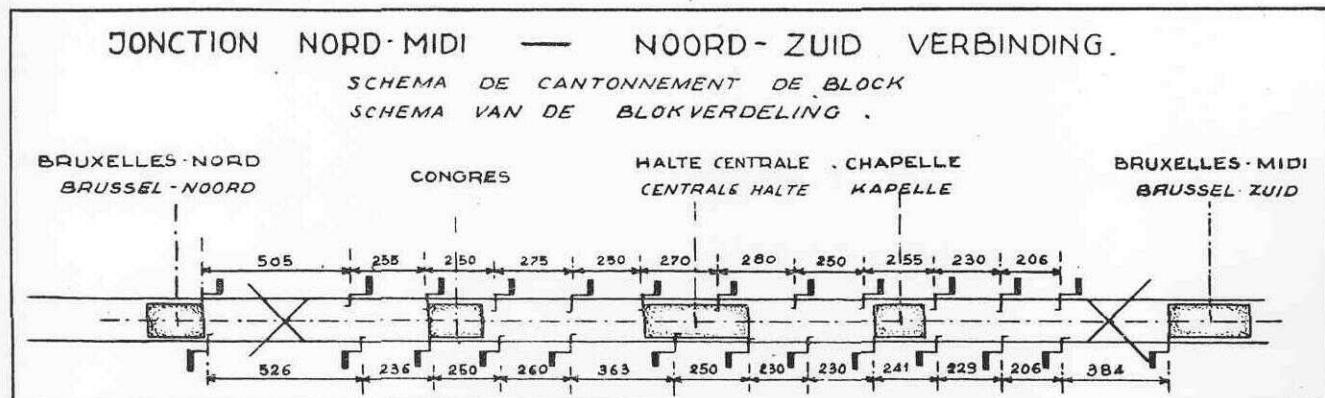 JONCTION NORD-MIDI — NOORD-ZUID VERBINDING.
SCHEMA DE CANTONNEMENT DE BLOCK
SCHEMA VAN DE BLOKVERDELING .
BRUXELLES-NORD
BRUSSEL-NOORD
CONGRES
HALTE CENTRALE .
CENTRALE HALTE
CHAPELLE
KAPELLE
BRUXELLES-MIDI
BRUSSEL-ZUID
505 255 250 275 250 270 280 250 255 230 206
526 236 250 260 363 250 230 230 241 229 206 384